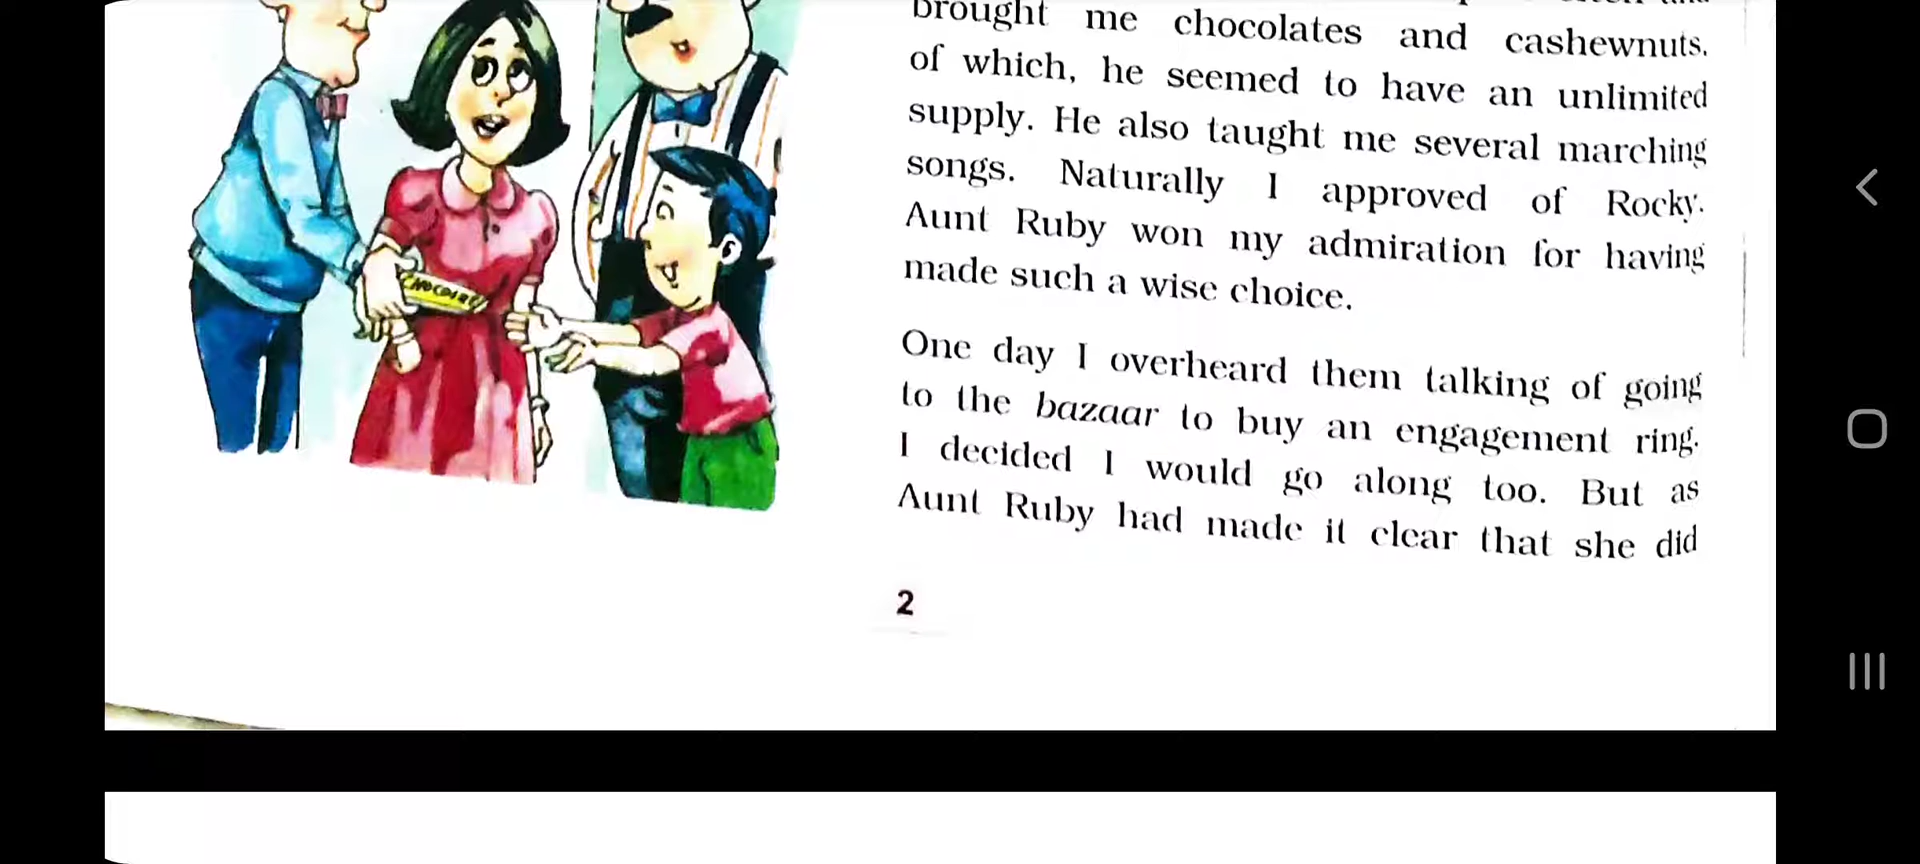 brought me chocolates and cashewnuts,
of which, he seemed to have an unlimited
supply. He also taught me several marching
songs. Naturally I approved of Rocky.
Aunt Ruby won my admiration for having
made such a wise choice.
One day I overheard them talking of going
to the bazaar to buy an engagement ring.
I decided I would go along too. But as
Aunt Ruby had made it clear that she did
2
CHOCOLATE